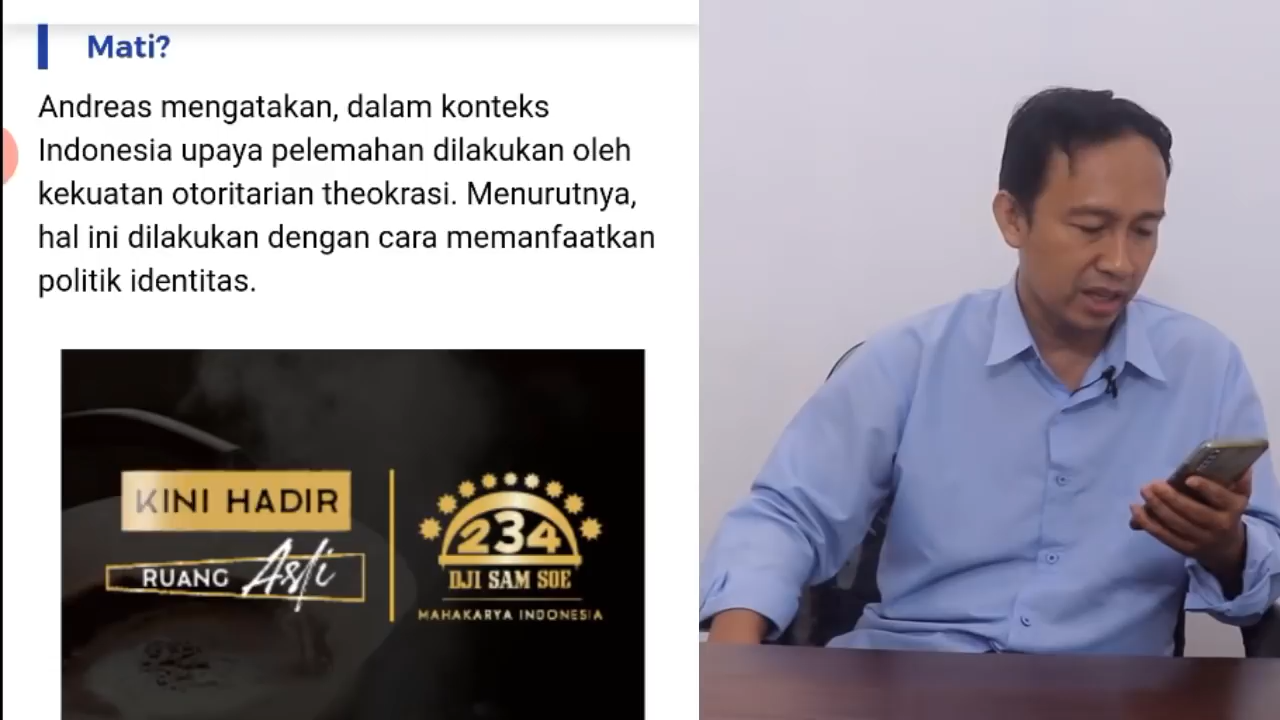 Mati?
Andreas mengatakan, dalam konteks
Indonesia upaya pelemahan dilakukan oleh
kekuatan otoritarian theokrasi. Menurutnya,
hal ini dilakukan dengan cara memanfaatkan
politik identitas.
KINI HADIR
RUANG Asli
234
DJI SAM SOE
MAHAKARYA INDONESIA